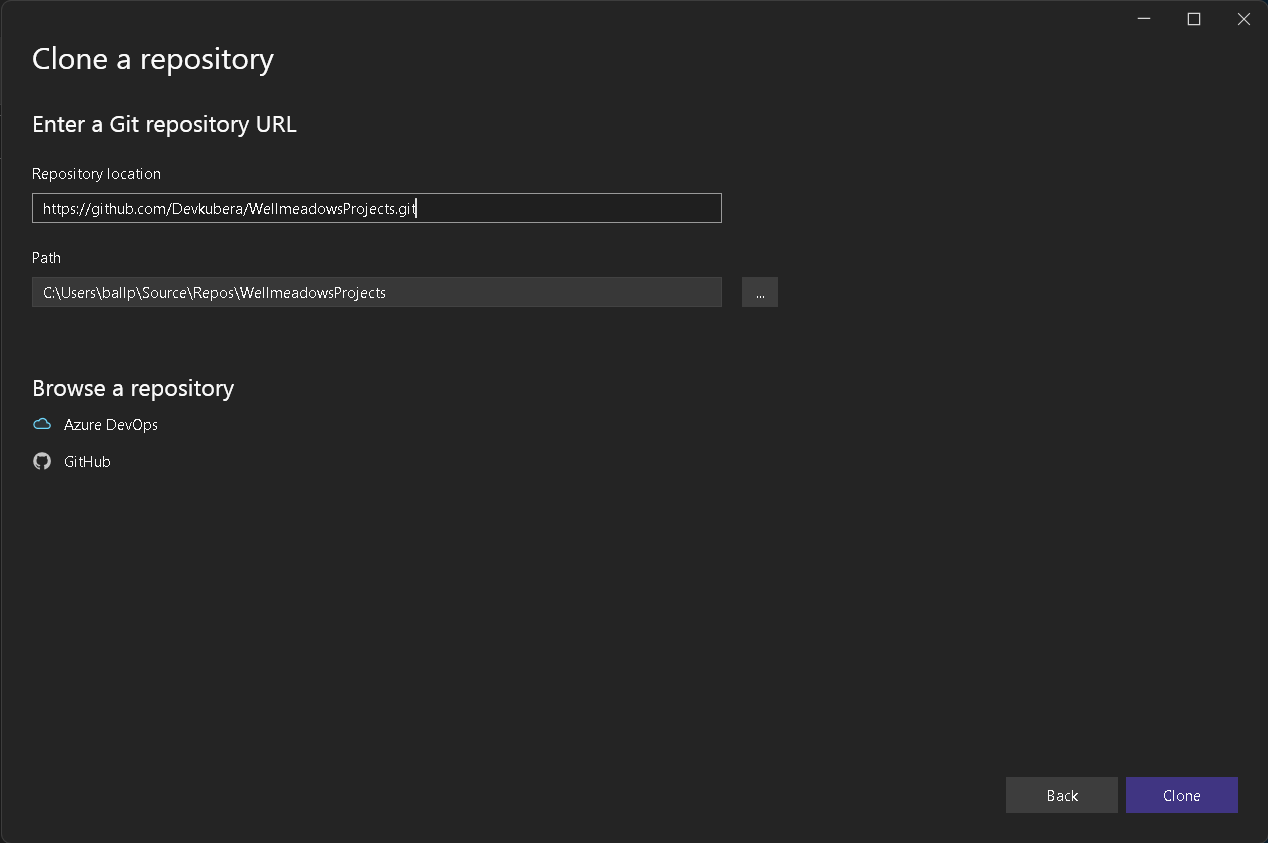 Clone a repository
Enter a Git repository URL
Repository location
https://github.com/Devkubera/WellmeadowsProjects.git
Path
C:\Users\ballp\Source\Repos\WellmeadowsProjects
...
Browse a repository
Azure DevOps
GitHub
Back
Clone